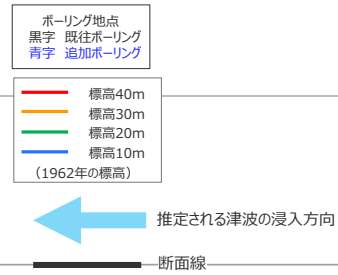 ボーリング地点
黒字 既往ボーリング
青字 追加ボーリング
標高40m
標高30m
標高20m
標高10m
（1962年の標高）
推定される津波の浸入方向
断面線